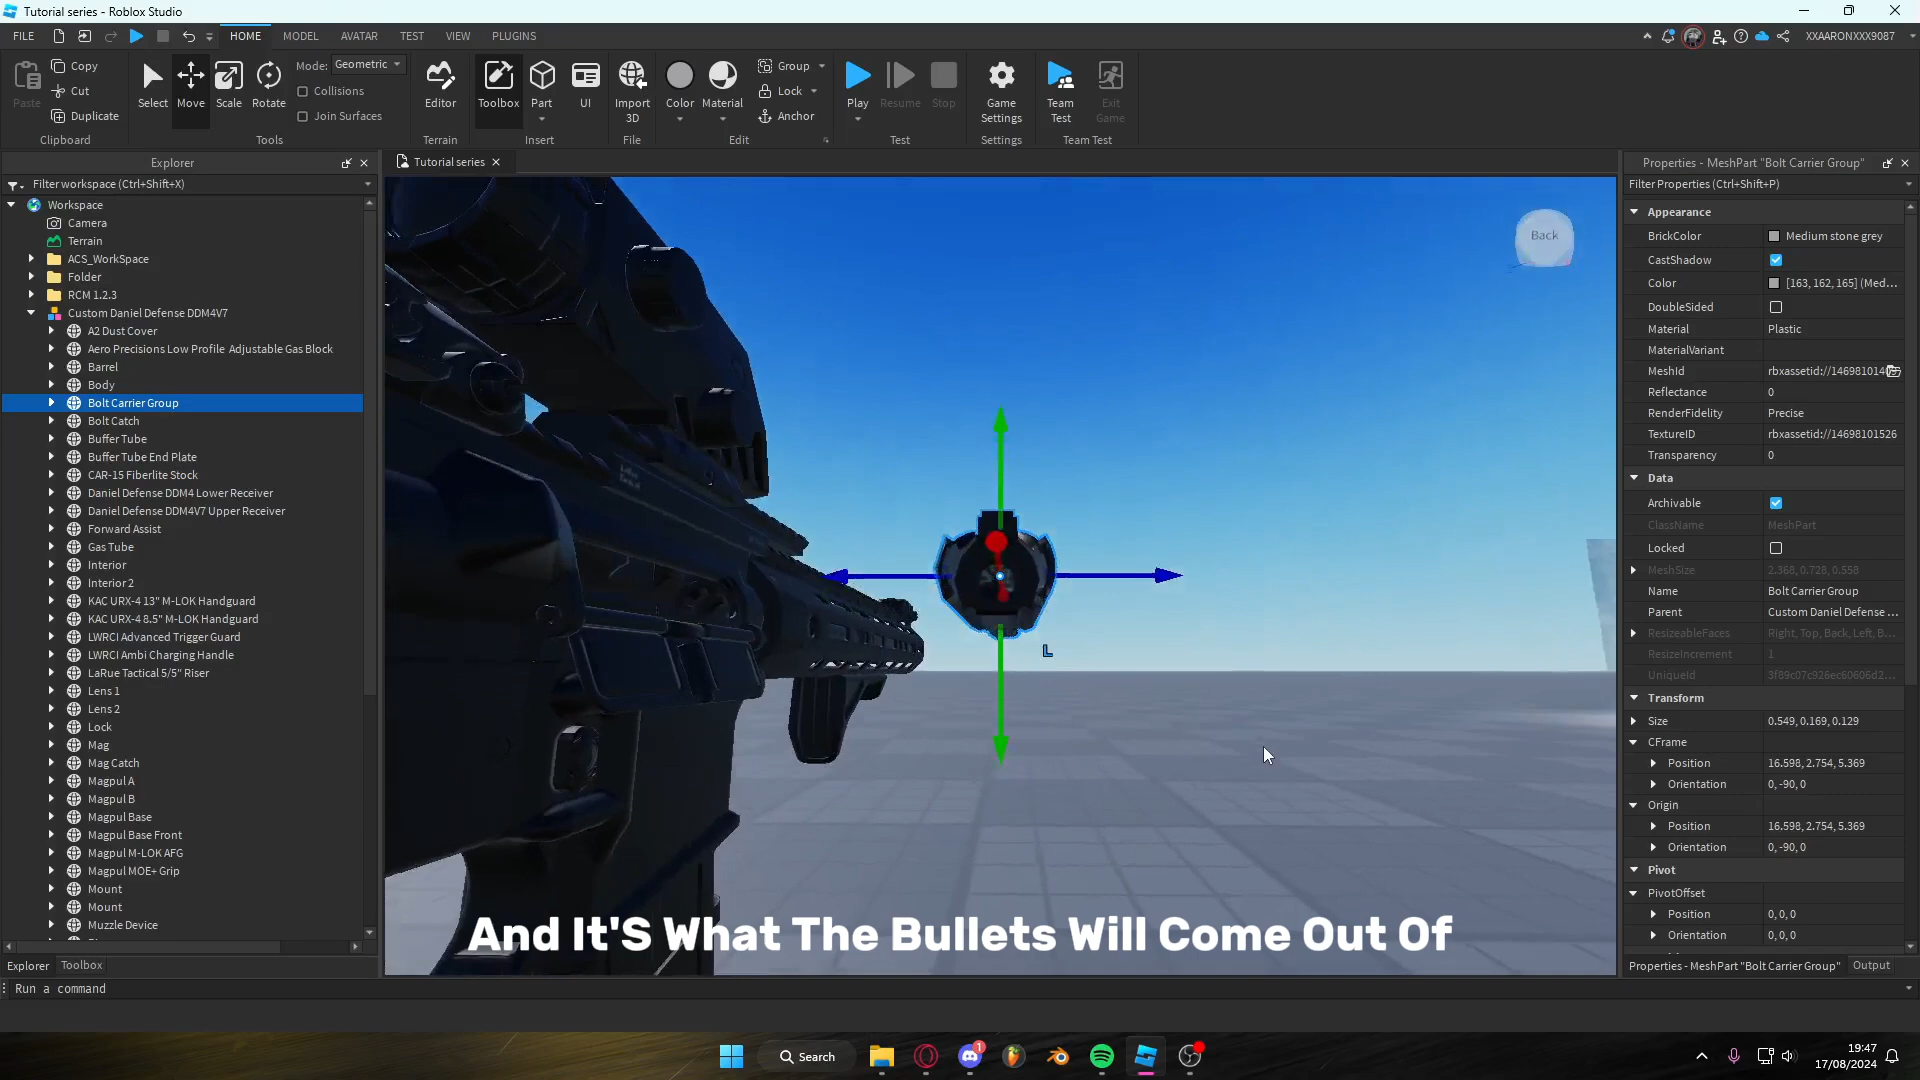 Tutorial series - Roblox Studio
FILE HOME MODEL AVATAR TEST VIEW PLUGINS XXAARONXXX9087
Paste Copy Cut Duplicate Clipboard
Select Move Scale Rotate Mode: Geometric Collisions Join Surfaces Tools
Editor Terrain
Toolbox Part UI Insert
Import 3D File
Color Material Group Lock Anchor Edit
Play Resume Stop Test
Game Settings Settings
Team Test Exit Game Team Test
Explorer
Filter workspace (Ctrl+Shift+X)
Workspace
Camera
Terrain
ACS_WorkSpace
Folder
RCM 1.2.3
Custom Daniel Defense DDM4V7
A2 Dust Cover
Aero Precisions Low Profile Adjustable Gas Block
Barrel
Body
Bolt Carrier Group
Bolt Catch
Buffer Tube
Buffer Tube End Plate
CAR-15 Fiberlite Stock
Daniel Defense DDM4 Lower Receiver
Daniel Defense DDM4V7 Upper Receiver
Forward Assist
Gas Tube
Interior
Interior 2
KAC URX-4 13" M-LOK Handguard
KAC URX-4 8.5" M-LOK Handguard
LWRCI Advanced Trigger Guard
LWRCI Ambi Charging Handle
LaRue Tactical 5/5" Riser
Lens 1
Lens 2
Lock
Mag
Mag Catch
Magpul A
Magpul B
Magpul Base
Magpul Base Front
Magpul M-LOK AFG
Magpul MOE+ Grip
Mount
Mount
Muzzle Device
Explorer Toolbox
Run a command
Tutorial series
Back
L
And It'S What The Bullets Will Come Out Of
Properties - MeshPart "Bolt Carrier Group"
Filter Properties (Ctrl+Shift+P)
Appearance
BrickColor Medium stone grey
CastShadow
Color [163, 162, 165] (Med...
DoubleSided
Material Plastic
MaterialVariant
MeshId rbxassetid://14698101
Reflectance 0
RenderFidelity Precise
TextureID rbxassetid://14698101526
Transparency 0
Data
Archivable
ClassName MeshPart
Locked
MeshSize 2.368, 0.728, 0.558
Name Bolt Carrier Group
Parent Custom Daniel Defense ...
ResizeableFaces Right, Top, Back, Left, B...
ResizeIncrement 1
UniqueId 3f89c07c926ec60606d2...
Transform
Size 0.549, 0.169, 0.129
CFrame
Position 16.598, 2.754, 5.369
Orientation 0, -90, 0
Origin
Position 16.598, 2.754, 5.369
Orientation 0, -90, 0
Pivot
PivotOffset
Position 0, 0, 0
Orientation 0, 0, 0
Properties - MeshPart "Bolt Carrier Group" Output
Search
1
19:47
17/08/2024